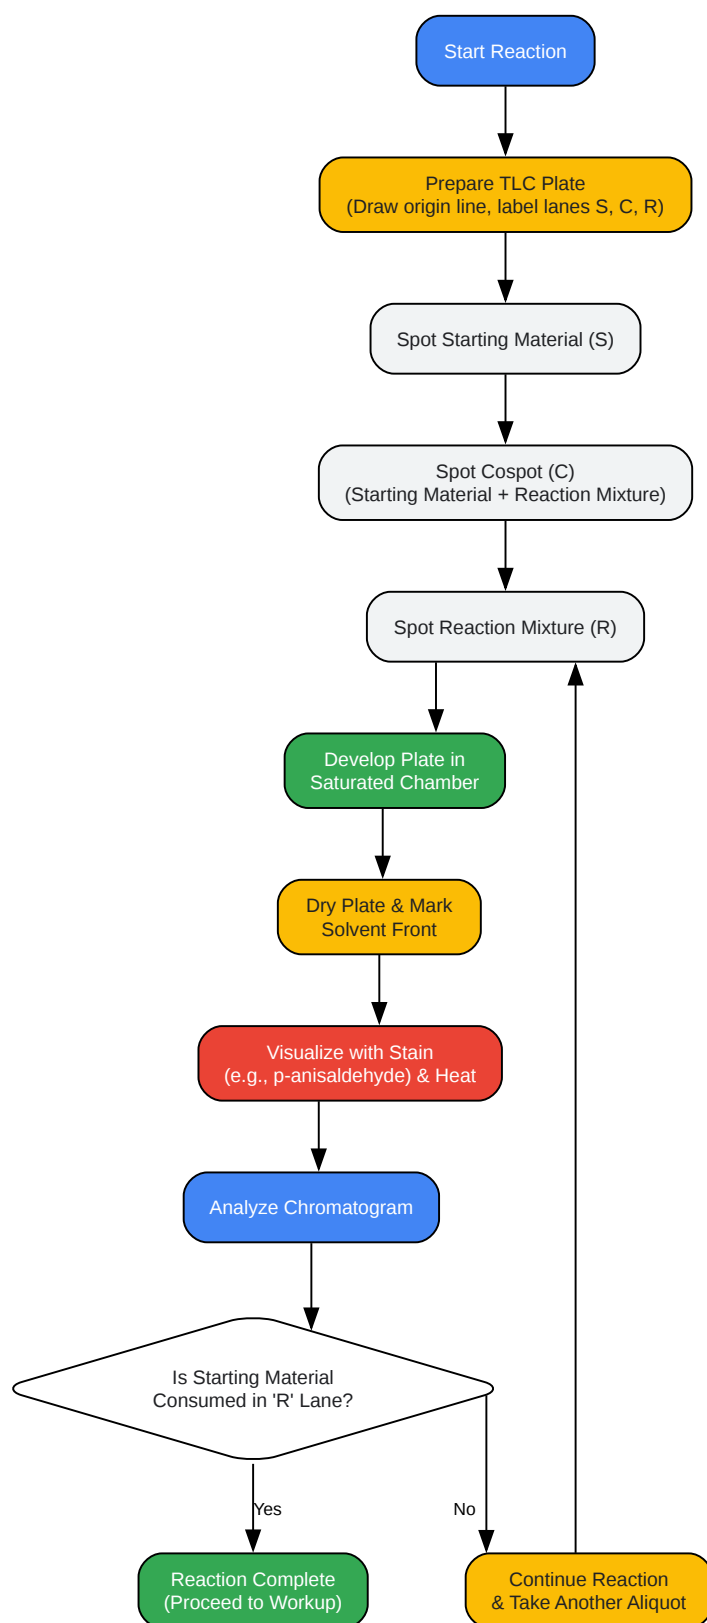 Start Reaction
Prepare TLC Plate
(Draw origin line, label lanes S, C, R)
Spot Starting Material (S)
Spot Cospot (C)
(Starting Material + Reaction Mixture)
Spot Reaction Mixture (R)
Develop Plate in
Saturated Chamber
Dry Plate & Mark
Solvent Front
Visualize with Stain
(e.g., p-anisaldehyde) & Heat
Analyze Chromatogram
Is Starting Material
Consumed in 'R' Lane?
Yes
No
Reaction Complete
(Proceed to Workup)
Continue Reaction
& Take Another Aliquot